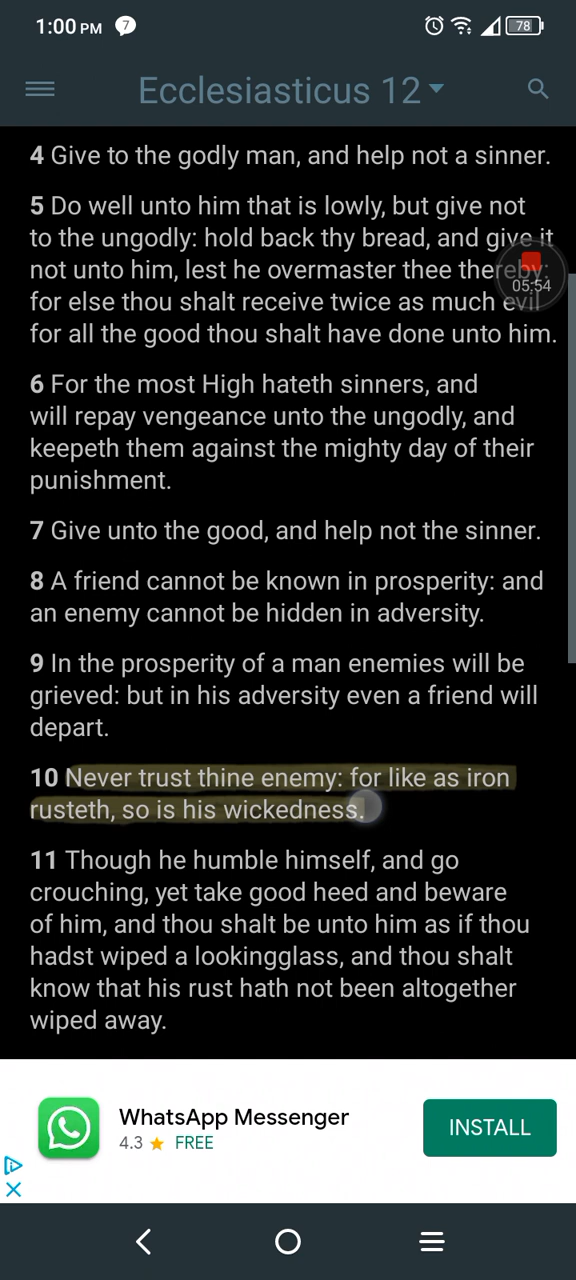 1:00 PM 7 78
Ecclesiasticus 12
4 Give to the godly man, and help not a sinner.
5 Do well unto him that is lowly, but give not
to the ungodly: hold back thy bread, and give it
not unto him, lest he overmaster thee thereby:
05:54
for else thou shalt receive twice as much evil
for all the good thou shalt have done unto him.
6 For the most High hateth sinners, and
will repay vengeance unto the ungodly, and
keepeth them against the mighty day of their
punishment.
7 Give unto the good, and help not the sinner.
8 A friend cannot be known in prosperity: and
an enemy cannot be hidden in adversity.
9 In the prosperity of a man enemies will be
grieved: but in his adversity even a friend will
depart.
10 Never trust thine enemy: for like as iron
rusteth, so is his wickedness.
11 Though he humble himself, and go
crouching, yet take good heed and beware
of him, and thou shalt be unto him as if thou
hadst wiped a lookingglass, and thou shalt
know that his rust hath not been altogether
wiped away.
WhatsApp Messenger
4.3 ★ FREE
INSTALL